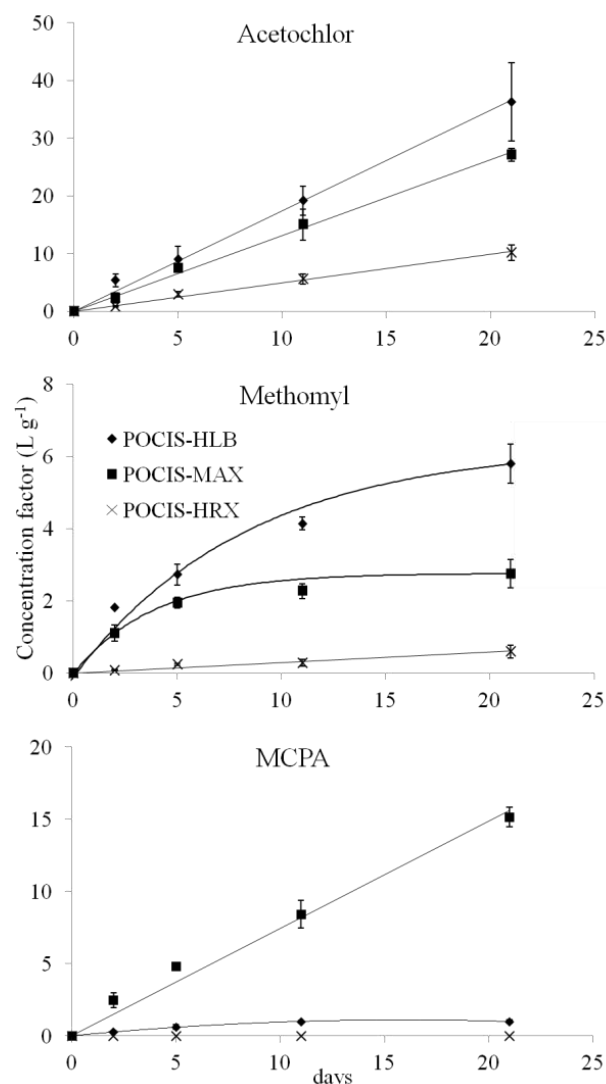 Acetochlor
50
40
30
20
10
0
0 5 10 15 20 25
Methomyl
Concentration factor (L g⁻¹)
8
6
4
2
0
POCIS-HLB
POCIS-MAX
POCIS-HRX
0 5 10 15 20 25
MCPA
20
15
10
5
0
0 5 10 15 20 25
days